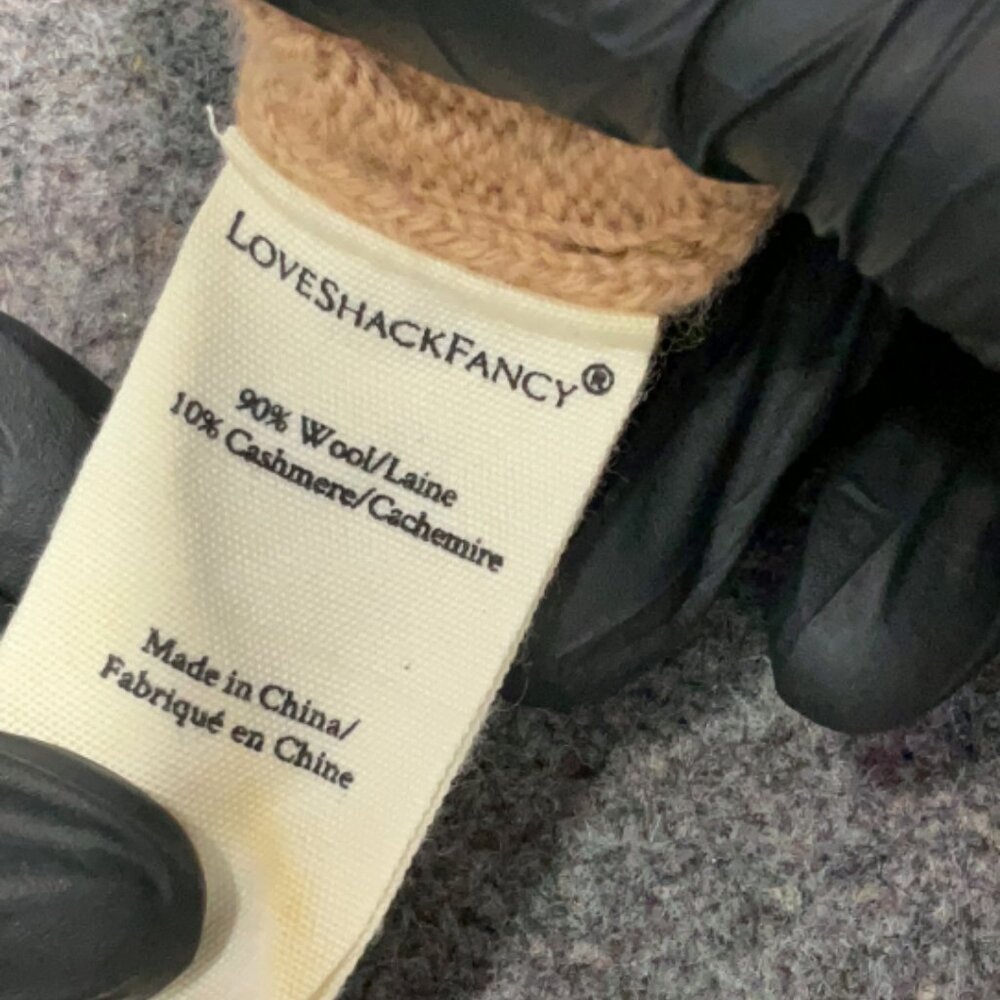 LOVESHACKFANCY®
90% Wool/Laine
10% Cashmere/Cachemire
Made in China/
Fabriqué en Chine